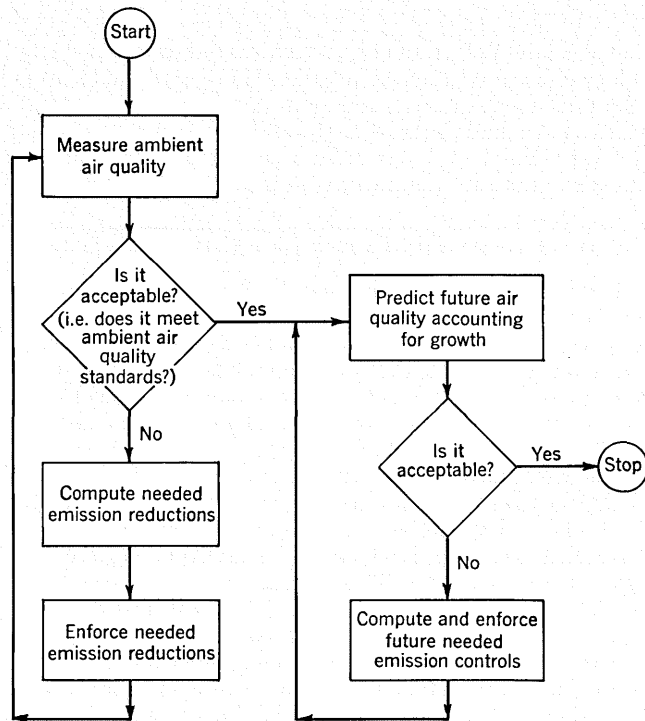 Start
Measure ambient
air quality
Is it
acceptable?
(i.e. does it meet
ambient air
quality
standards?)
Yes
No
Compute needed
emission reductions
Enforce needed
emission reductions
Predict future air
quality accounting
for growth
Is it
acceptable?
Yes
Stop
No
Compute and enforce
future needed
emission controls